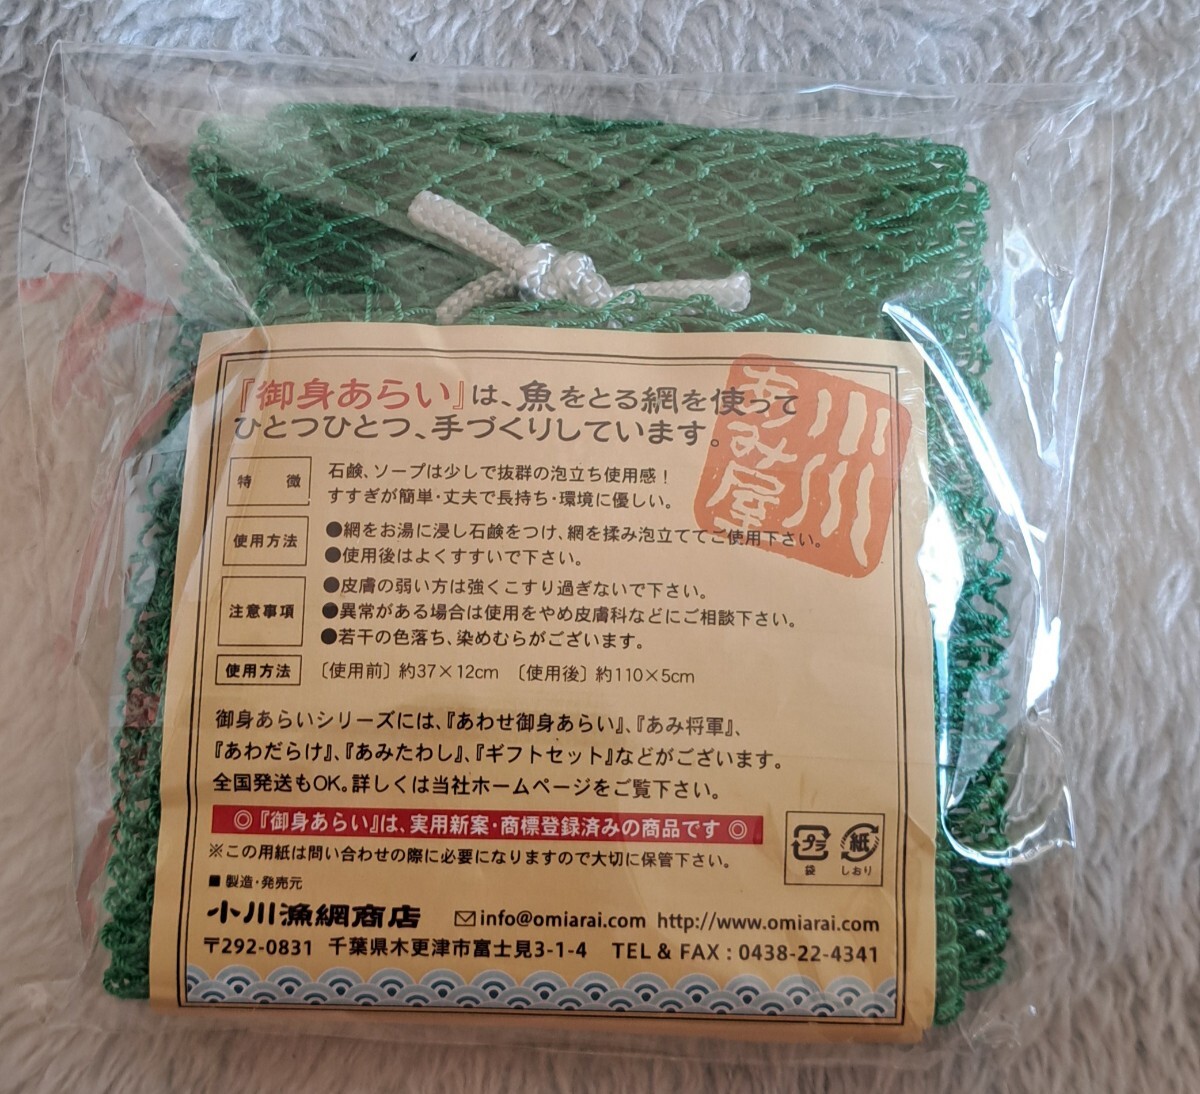 『御身あらい』は、魚をとる網を使って
ひとつひとつ、手づくりしています。
小川
あみ屋
特 徴
石鹸、ソープは少しで抜群の泡立ち使用感！
すすぎが簡単・丈夫で長持ち・環境に優しい。
使用方法
●網をお湯に浸し石鹸をつけ、網を揉み泡立ててご使用下さい。
●使用後はよくすすいで下さい。
注意事項
●皮膚の弱い方は強くこすり過ぎないで下さい。
●異常がある場合は使用をやめ皮膚科などにご相談下さい。
●若干の色落ち、染めむらがございます。
使用方法
〔使用前〕約37×12cm 〔使用後〕約110×5cm
御身あらいシリーズには、『あわせ御身あらい』、『あみ将軍』、
『あわだらけ』、『あみたわし』、『ギフトセット』などがございます。
全国発送もOK。詳しくは当社ホームページをご覧下さい。
◎『御身あらい』は、実用新案・商標登録済みの商品です◎
※この用紙は問い合わせの際に必要になりますので大切に保管下さい。
プラ
袋
紙
しおり
■製造・発売元
小川漁網商店 info@omiarai.com http://www.omiarai.com
〒292-0831 千葉県木更津市富士見3-1-4 TEL & FAX : 0438-22-4341